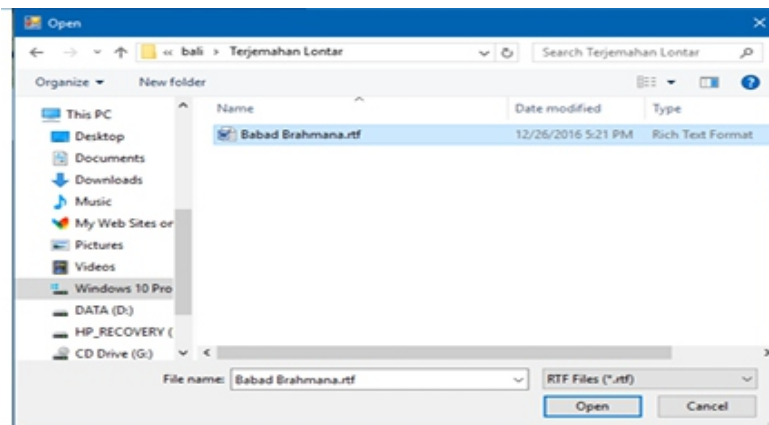 Open
« bali › Terjemahan Lontar
Search Terjemahan Lontar
Organize
New folder
Name
Date modified
Type
Babad Brahmana.rtf
12/26/2016 5:21 PM
Rich Text Format
This PC
Desktop
Documents
Downloads
Music
My Web Sites or
Pictures
Videos
Windows 10 Pro
DATA (D:)
HP_RECOVERY (
CD Drive (G:)
File name: Babad Brahmana.rtf
RTF Files (*.rtf)
Open
Cancel